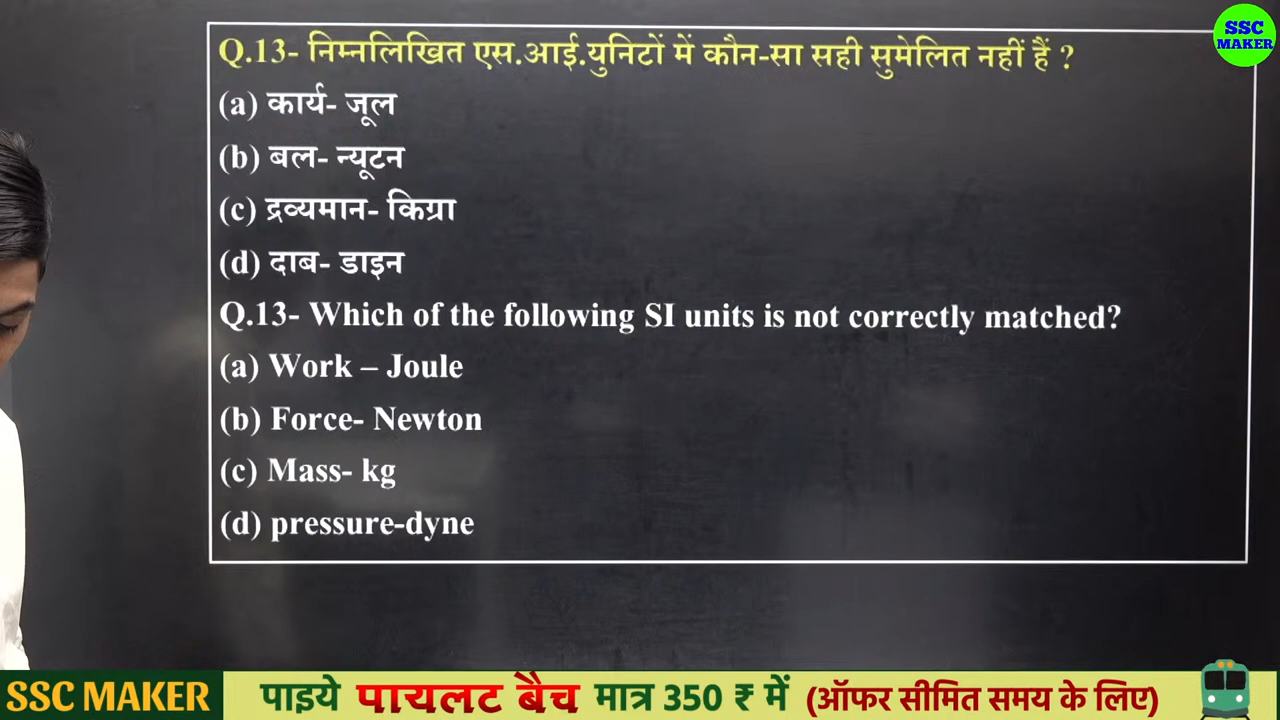 SSC
MAKER
Q.13- निम्नलिखित एस.आई.युनिटों में कौन-सा सही सुमेलित नहीं हैं ?
(a) कार्य- जूल
(b) बल- न्यूटन
(c) द्रव्यमान- किग्रा
(d) दाब- डाइन
Q.13- Which of the following SI units is not correctly matched?
(a) Work – Joule
(b) Force- Newton
(c) Mass- kg
(d) pressure-dyne
SSC MAKER पाइये पायलट बैच मात्र 350 ₹ में (ऑफर सीमित समय के लिए)